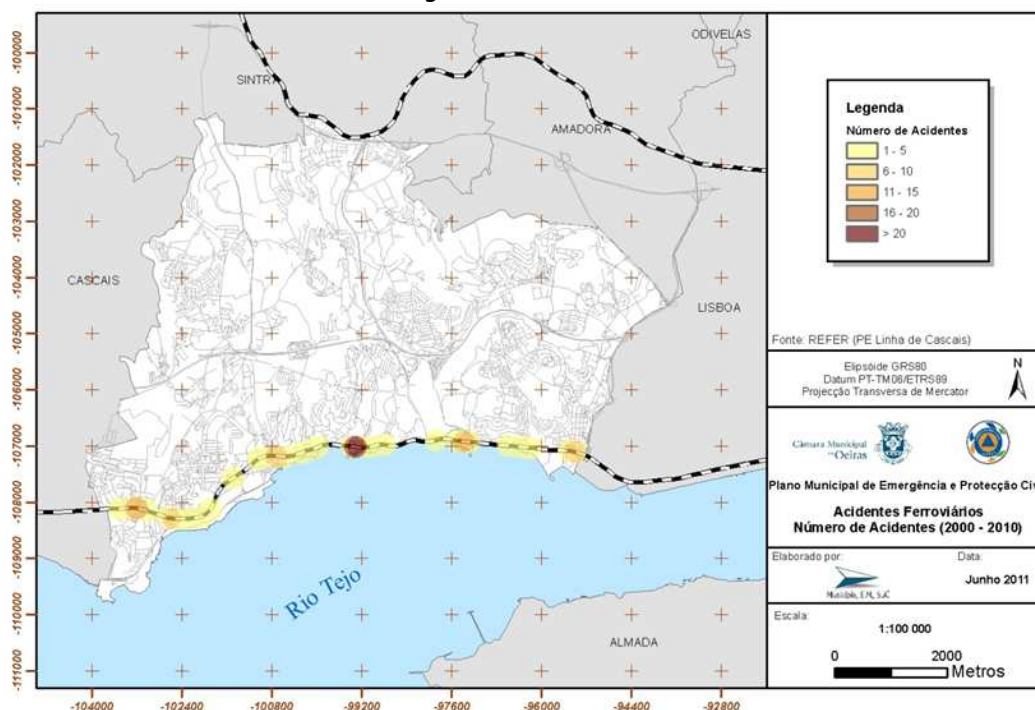 -100000
-101000
-102000
-103000
-104000
-105000
-106000
-107000
-108000
-109000
-110000
-111000
ODIVELAS
SINTRA
AMADORA
CASCAIS
LISBOA
Rio Tejo
ALMADA
-104000 -102400 -100800 -99200 -97600 -96000 -94400 -92800
Legenda
Número de Acidentes
1 - 5
6 - 10
11 - 15
16 - 20
> 20
Fonte: REFER (PE Linha de Cascais)
Elipsóide GRS80
Datum PT-TM06/ETRS89
Projecção Transversa de Mercator
N
Câmara Municipal
de Oeiras
Plano Municipal de Emergência e Protecção Civ
Acidentes Ferroviários
Número de Acidentes (2000 - 2010)
Elaborado por:
Município, E.M., S.A.
Data:
Junho 2011
Escala:
1:100 000
0 2000
Metros